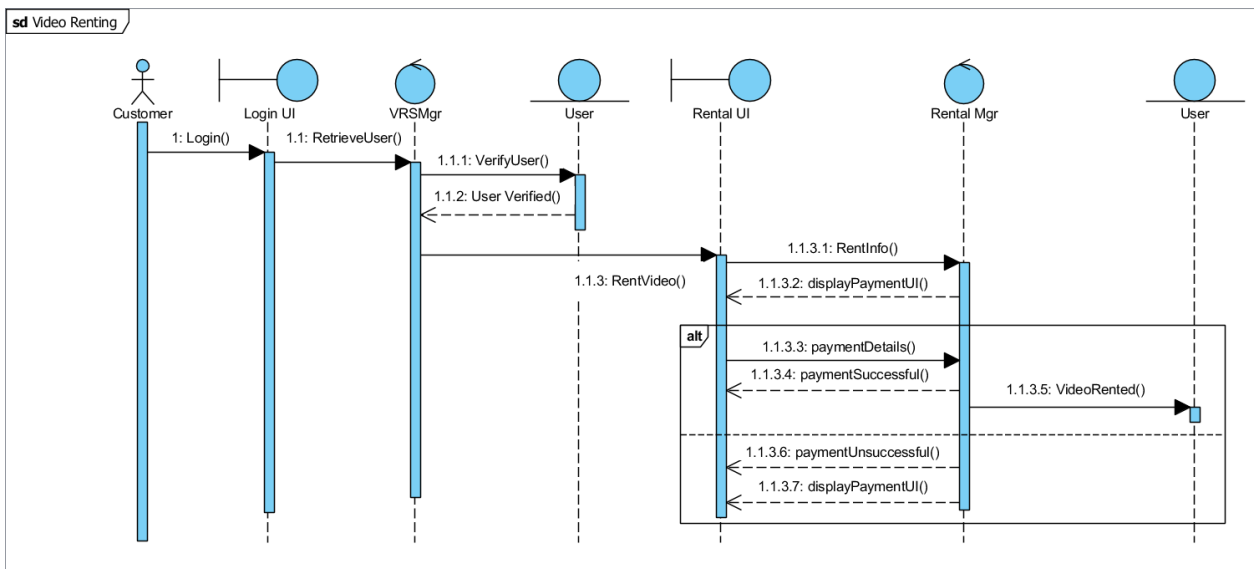 sd Video Renting
Customer
Login UI
VRSMgr
User
Rental UI
Rental Mgr
User
1: Login()
1.1: RetrieveUser()
1.1.1: VerifyUser()
1.1.2: User Verified()
1.1.3: RentVideo()
1.1.3.1: RentInfo()
1.1.3.2: displayPaymentUI()
alt
1.1.3.3: paymentDetails()
1.1.3.4: paymentSuccessful()
1.1.3.5: VideoRented()
1.1.3.6: paymentUnsuccessful()
1.1.3.7: displayPaymentUI()